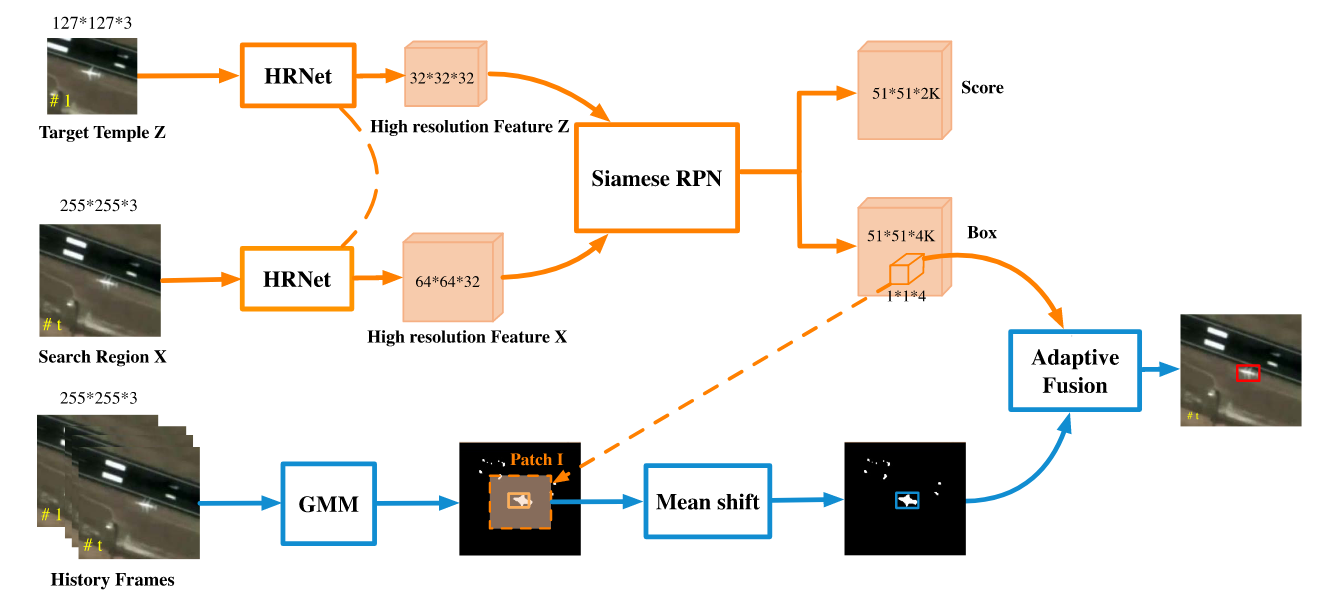 127*127*3
# 1
Target Temple Z
HRNet
32*32*32
High resolution Feature Z
Siamese RPN
51*51*2K
Score
255*255*3
# t
Search Region X
HRNet
64*64*32
High resolution Feature X
51*51*4K
1*1*4
Box
Adaptive
Fusion
# t
255*255*3
# 1
# t
History Frames
GMM
Patch I
Mean shift